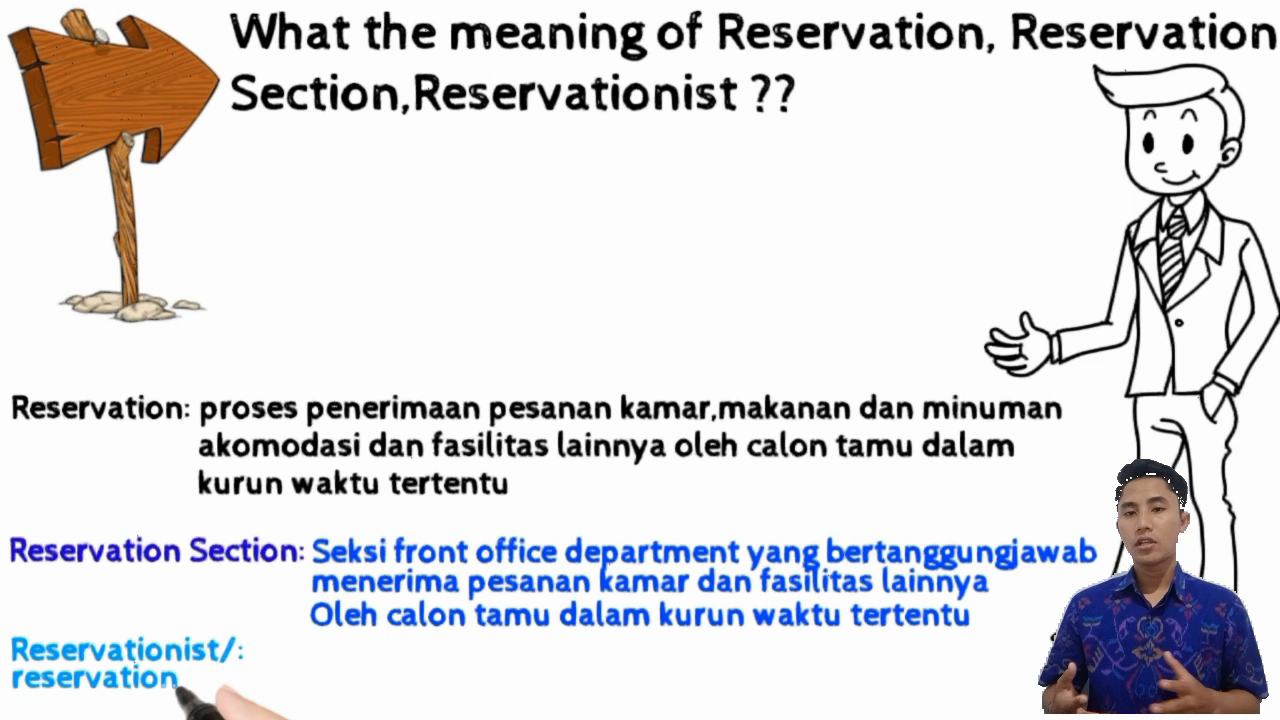 What the meaning of Reservation, Reservation
Section,Reservationist ??
Reservation: proses penerimaan pesanan kamar,makanan dan minuman
akomodasi dan fasilitas lainnya oleh calon tamu dalam
kurun waktu tertentu
Reservation Section: Seksi front office department yang bertanggungjawab
menerima pesanan kamar dan fasilitas lainnya
Oleh calon tamu dalam kurun waktu tertentu
Reservationist/:
reservation